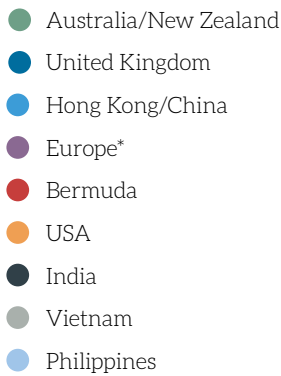 Australia/New Zealand
United Kingdom
Hong Kong/China
Europe*
Bermuda
USA
India
Vietnam
Philippines